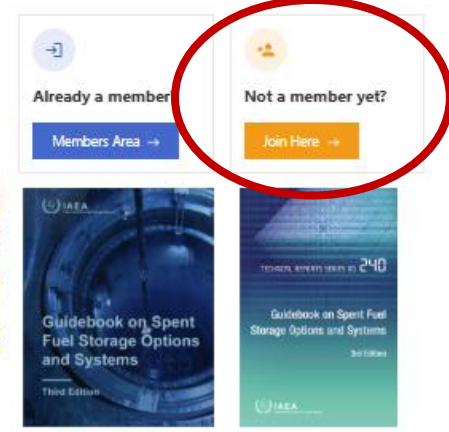 Already a member?
Members Area →
Not a member yet?
Join Here →
IAEA
Guidebook on Spent
Fuel Storage Options
and Systems
Third Edition
TECHNICAL REPORTS SERIES NO. 240
Guidebook on Spent Fuel
Storage Options and Systems
3rd Edition
IAEA